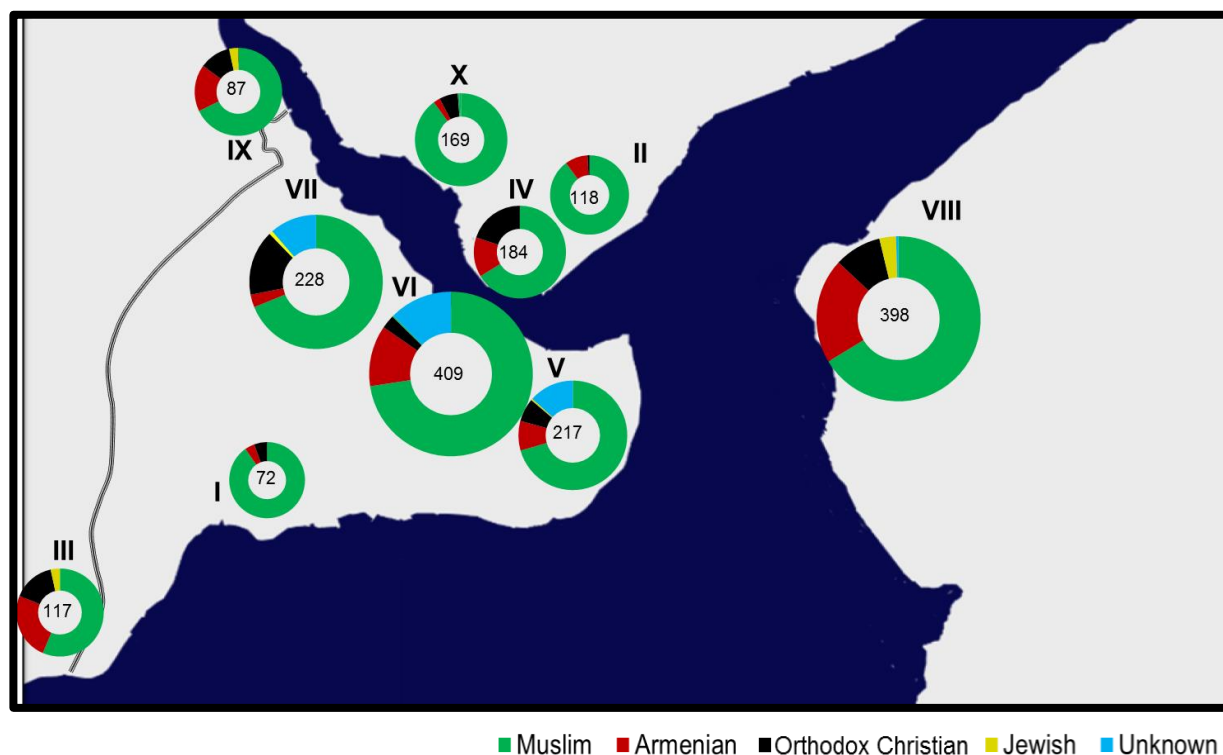 X
87
169
IX
II
VII
IV
118
VIII
184
228
VI
398
409
V
217
I
72
III
117
Muslim Armenian Orthodox Christian Jewish Unknown